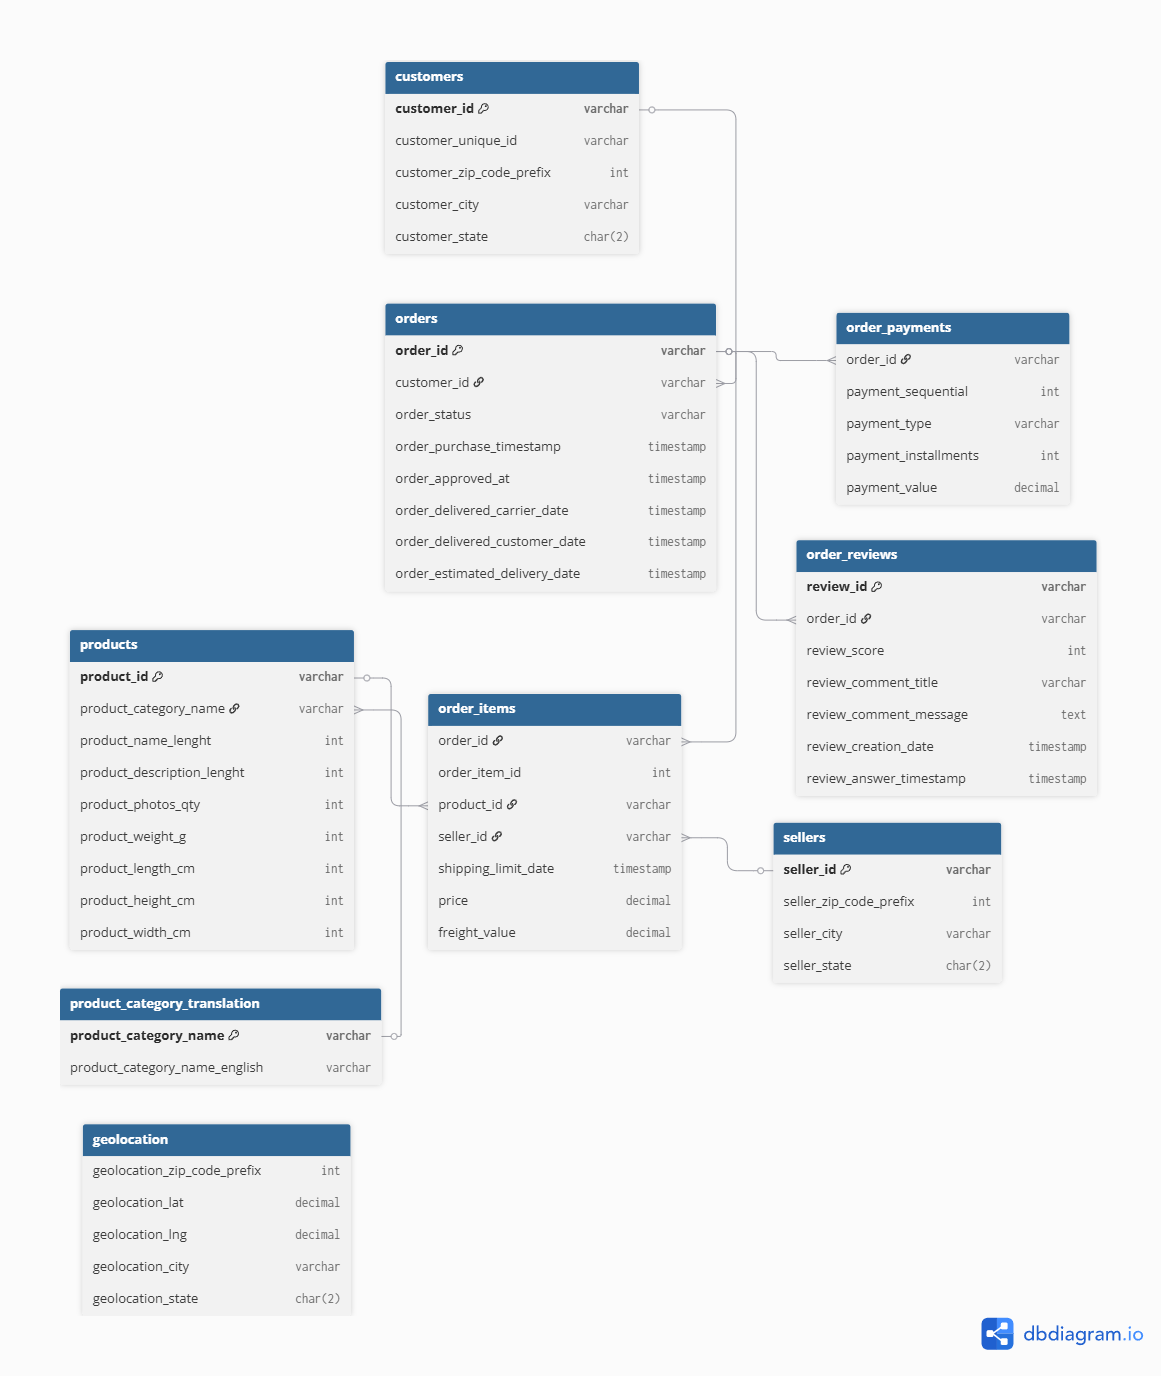 customers
customer_id varchar
customer_unique_id varchar
customer_zip_code_prefix int
customer_city varchar
customer_state char(2)
orders
order_id varchar
customer_id varchar
order_status varchar
order_purchase_timestamp timestamp
order_approved_at timestamp
order_delivered_carrier_date timestamp
order_delivered_customer_date timestamp
order_estimated_delivery_date timestamp
order_payments
order_id varchar
payment_sequential int
payment_type varchar
payment_installments int
payment_value decimal
order_reviews
review_id varchar
order_id varchar
review_score int
review_comment_title varchar
review_comment_message text
review_creation_date timestamp
review_answer_timestamp timestamp
products
product_id varchar
product_category_name varchar
product_name_lenght int
product_description_lenght int
product_photos_qty int
product_weight_g int
product_length_cm int
product_height_cm int
product_width_cm int
order_items
order_id varchar
order_item_id int
product_id varchar
seller_id varchar
shipping_limit_date timestamp
price decimal
freight_value decimal
sellers
seller_id varchar
seller_zip_code_prefix int
seller_city varchar
seller_state char(2)
product_category_translation
product_category_name varchar
product_category_name_english varchar
geolocation
geolocation_zip_code_prefix int
geolocation_lat decimal
geolocation_lng decimal
geolocation_city varchar
geolocation_state char(2)
dbdiagram.io